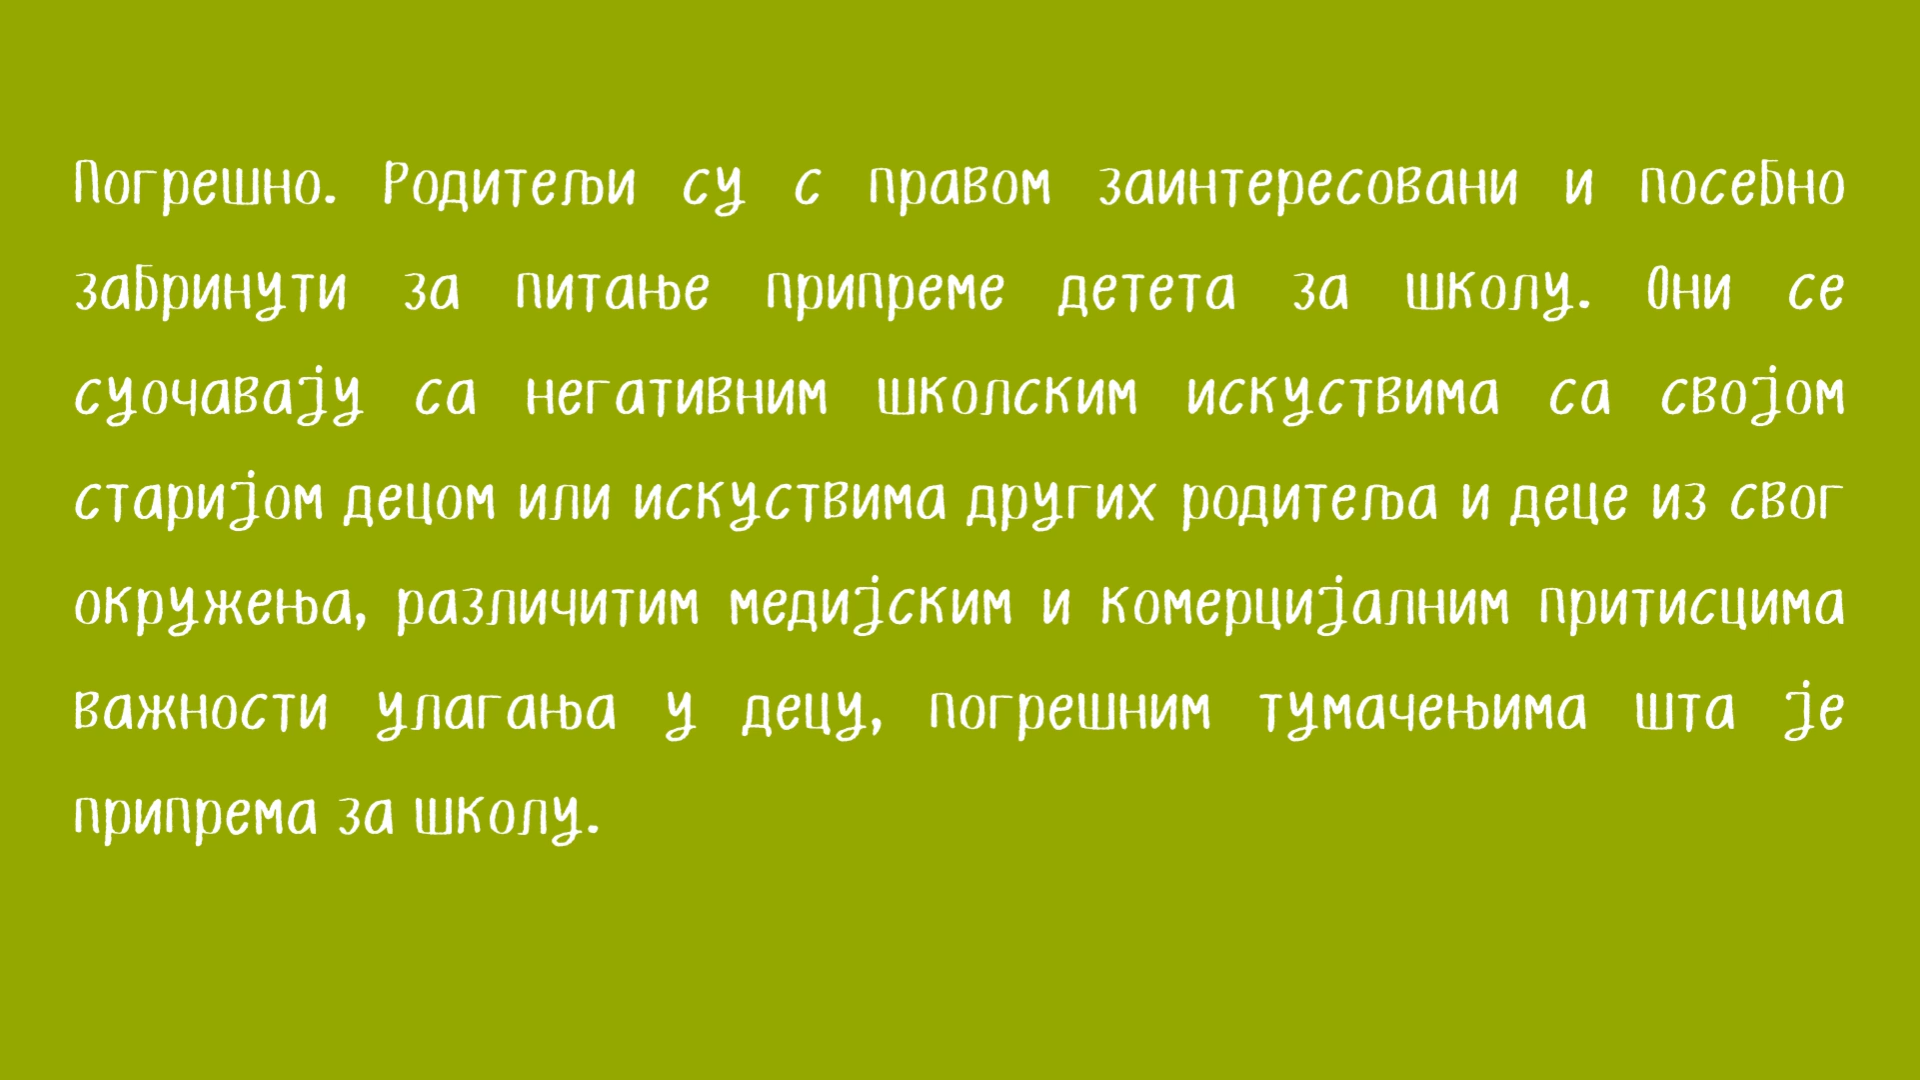 Погрешно. Родитељи су с правом заинтересовани и посебно
забринути за питање припреме детета за школу. Они се
суочавају са негативним школским искуствима са својом
старијом децом или искуствима других родитеља и деце из свог
окружења, различитим медијским и комерцијалним притисцима
важности улагања у децу, погрешним тумачењима шта је
припрема за школу.